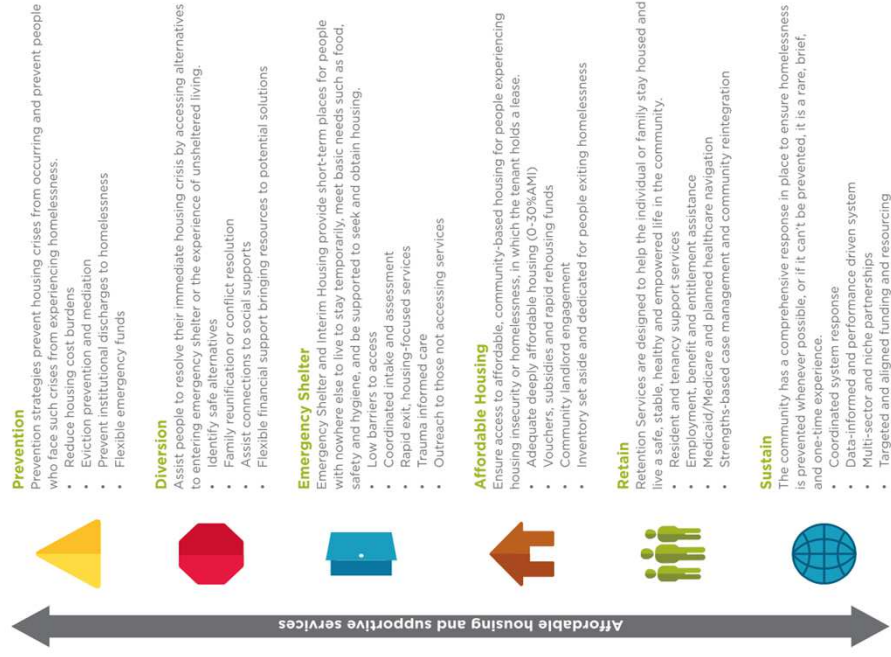 Prevention
Prevention strategies prevent housing crises from occurring and prevent people
who face such crises from experiencing homelessness.
• Reduce housing cost burdens
• Eviction prevention and mediation
• Prevent institutional discharges to homelessness
• Flexible emergency funds
Diversion
Assist people to resolve their immediate housing crisis by accessing alternatives
to entering emergency shelter or the experience of unsheltered living.
• Identify safe alternatives
• Family reunification or conflict resolution
• Assist connections to social supports
• Flexible financial support bringing resources to potential solutions
Emergency Shelter
Emergency Shelter and Interim Housing provide short-term places for people
with nowhere else to live to stay temporarily, meet basic needs such as food,
safety and hygiene, and be supported to seek and obtain housing.
• Low barriers to access
• Coordinated intake and assessment
• Rapid exit, housing-focused services
• Trauma informed care
• Outreach to those not accessing services
Affordable Housing
Ensure access to affordable, community-based housing for people experiencing
housing insecurity or homelessness, in which the tenant holds a lease.
• Adequate deeply affordable housing (0-30%AMI)
• Vouchers, subsidies and rapid rehousing funds
• Community landlord engagement
• Inventory set aside and dedicated for people exiting homelessness
Retain
Retention Services are designed to help the individual or family stay housed and
live a safe, stable, healthy and empowered life in the community.
• Resident and tenancy support services
• Employment, benefit and entitlement assistance
• Medicaid/Medicare and planned healthcare navigation
• Strengths-based case management and community reintegration
Sustain
The community has a comprehensive response in place to ensure homelessness
is prevented whenever possible, or if it can't be prevented, it is a rare, brief,
and one-time experience.
• Coordinated system response
• Data-informed and performance driven system
• Multi-sector and niche partnerships
• Targeted and aligned funding and resourcing
Affordable housing and supportive services